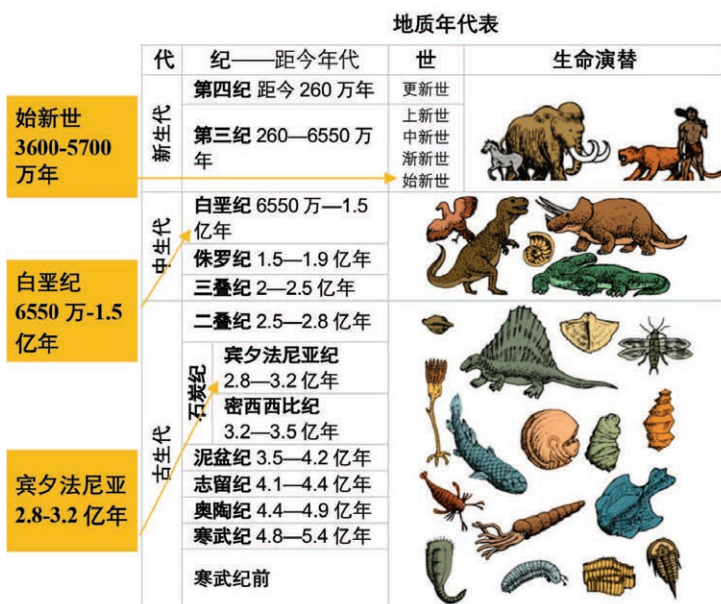 地质年代表
代
纪——距今年代
世
生命演替
始新世
3600-5700
万年
新生代
第四纪 距今 260 万年
更新世
第三纪 260—6550 万
年
上新世
中新世
渐新世
始新世
白垩纪
6550 万-1.5
亿年
中生代
白垩纪 6550 万—1.5
亿年
侏罗纪 1.5—1.9 亿年
三叠纪 2—2.5 亿年
宾夕法尼亚
2.8-3.2 亿年
古生代
二叠纪 2.5—2.8 亿年
石炭纪
宾夕法尼亚纪
2.8—3.2 亿年
密西西比纪
3.2—3.5 亿年
泥盆纪 3.5—4.2 亿年
志留纪 4.1—4.4 亿年
奥陶纪 4.4—4.9 亿年
寒武纪 4.8—5.4 亿年
寒武纪前